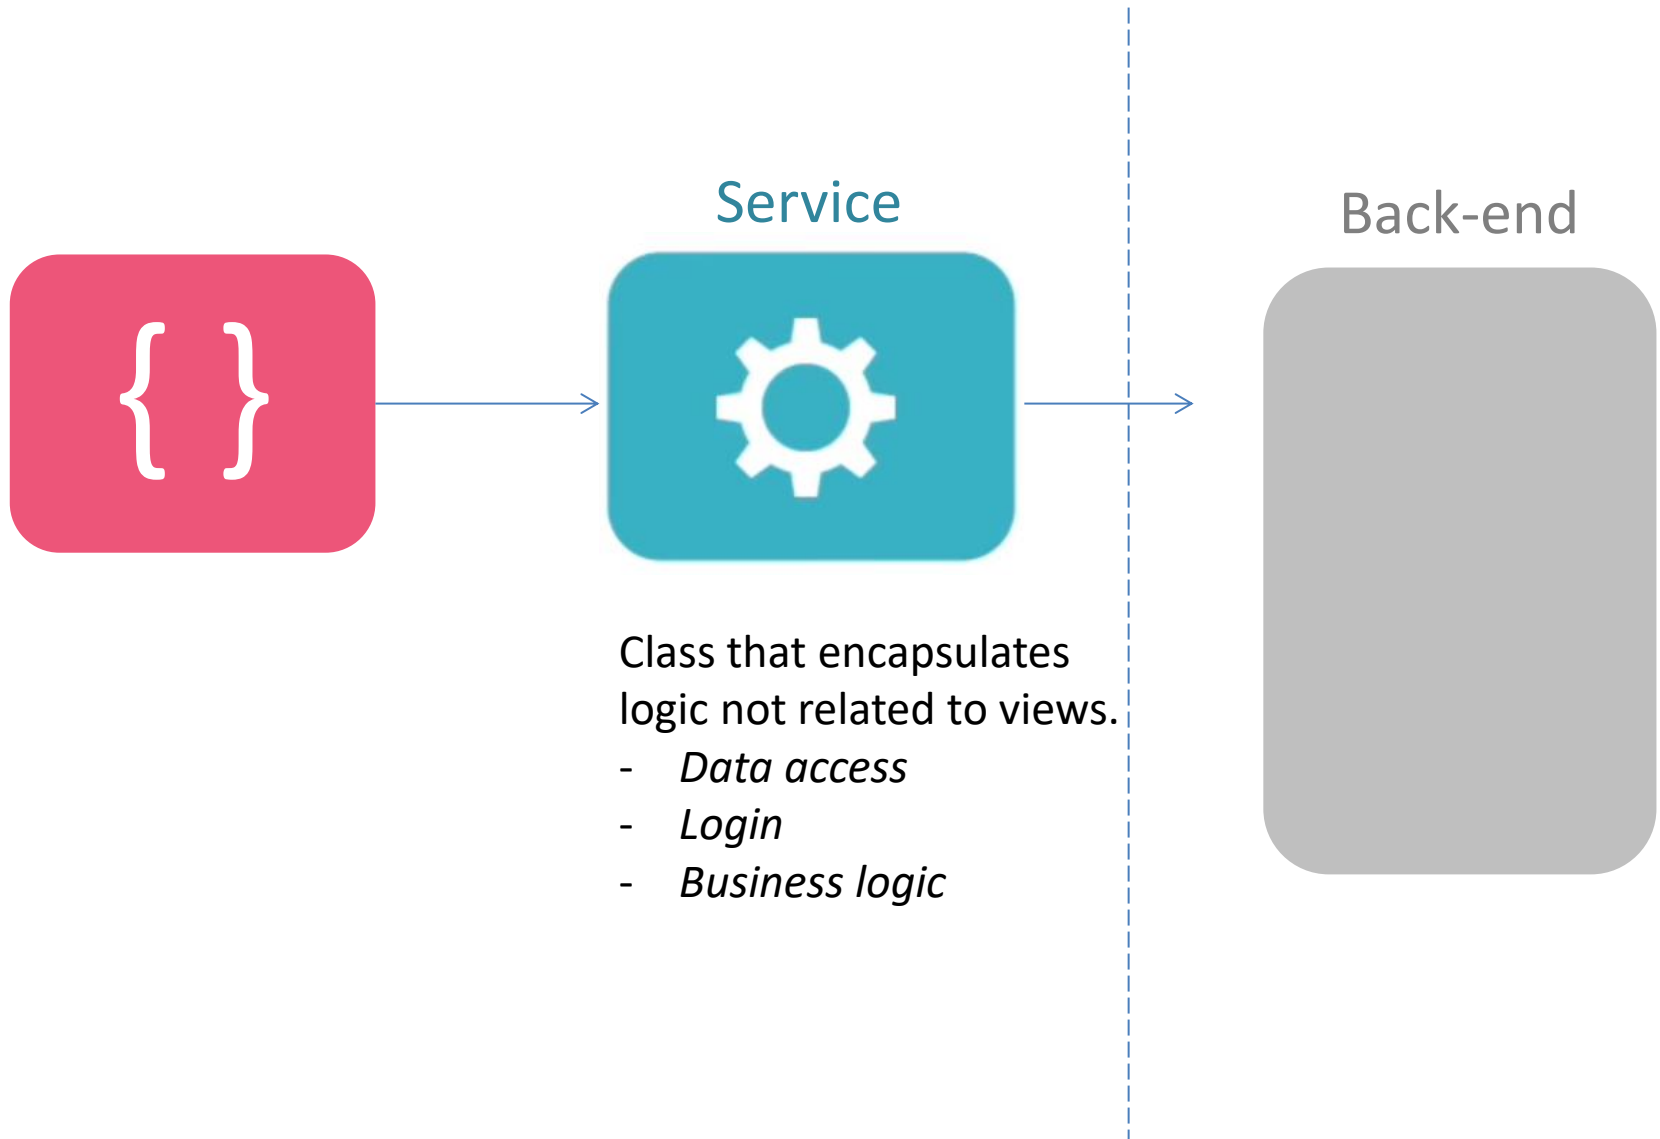 Service
Back-end
{ }
Class that encapsulates
logic not related to views.
- Data access
- Login
- Business logic